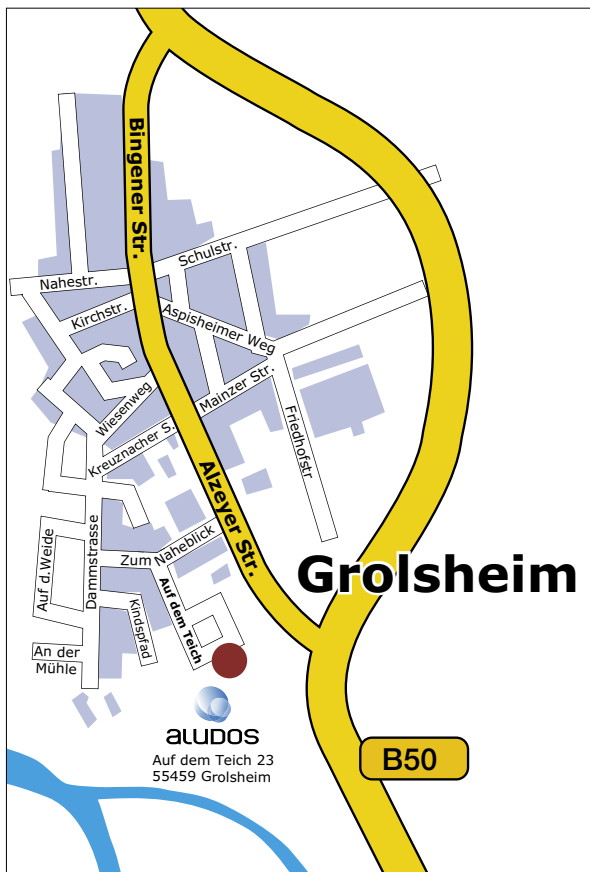 Bingener Str.
Schulstr.
Nahestr.
Kirchstr.
Aspisheimer Weg
Wiesenweg
Mainzer Str.
Kreuznacher S.
Friedhofstr
Alzeyer Str.
Grolsheim
Auf d.Weide
Dammstrasse
Zum Naheblick
Auf dem Teich
Kindspfad
An der
Mühle
aLUDOS
Auf dem Teich 23
55459 Grolsheim
B50